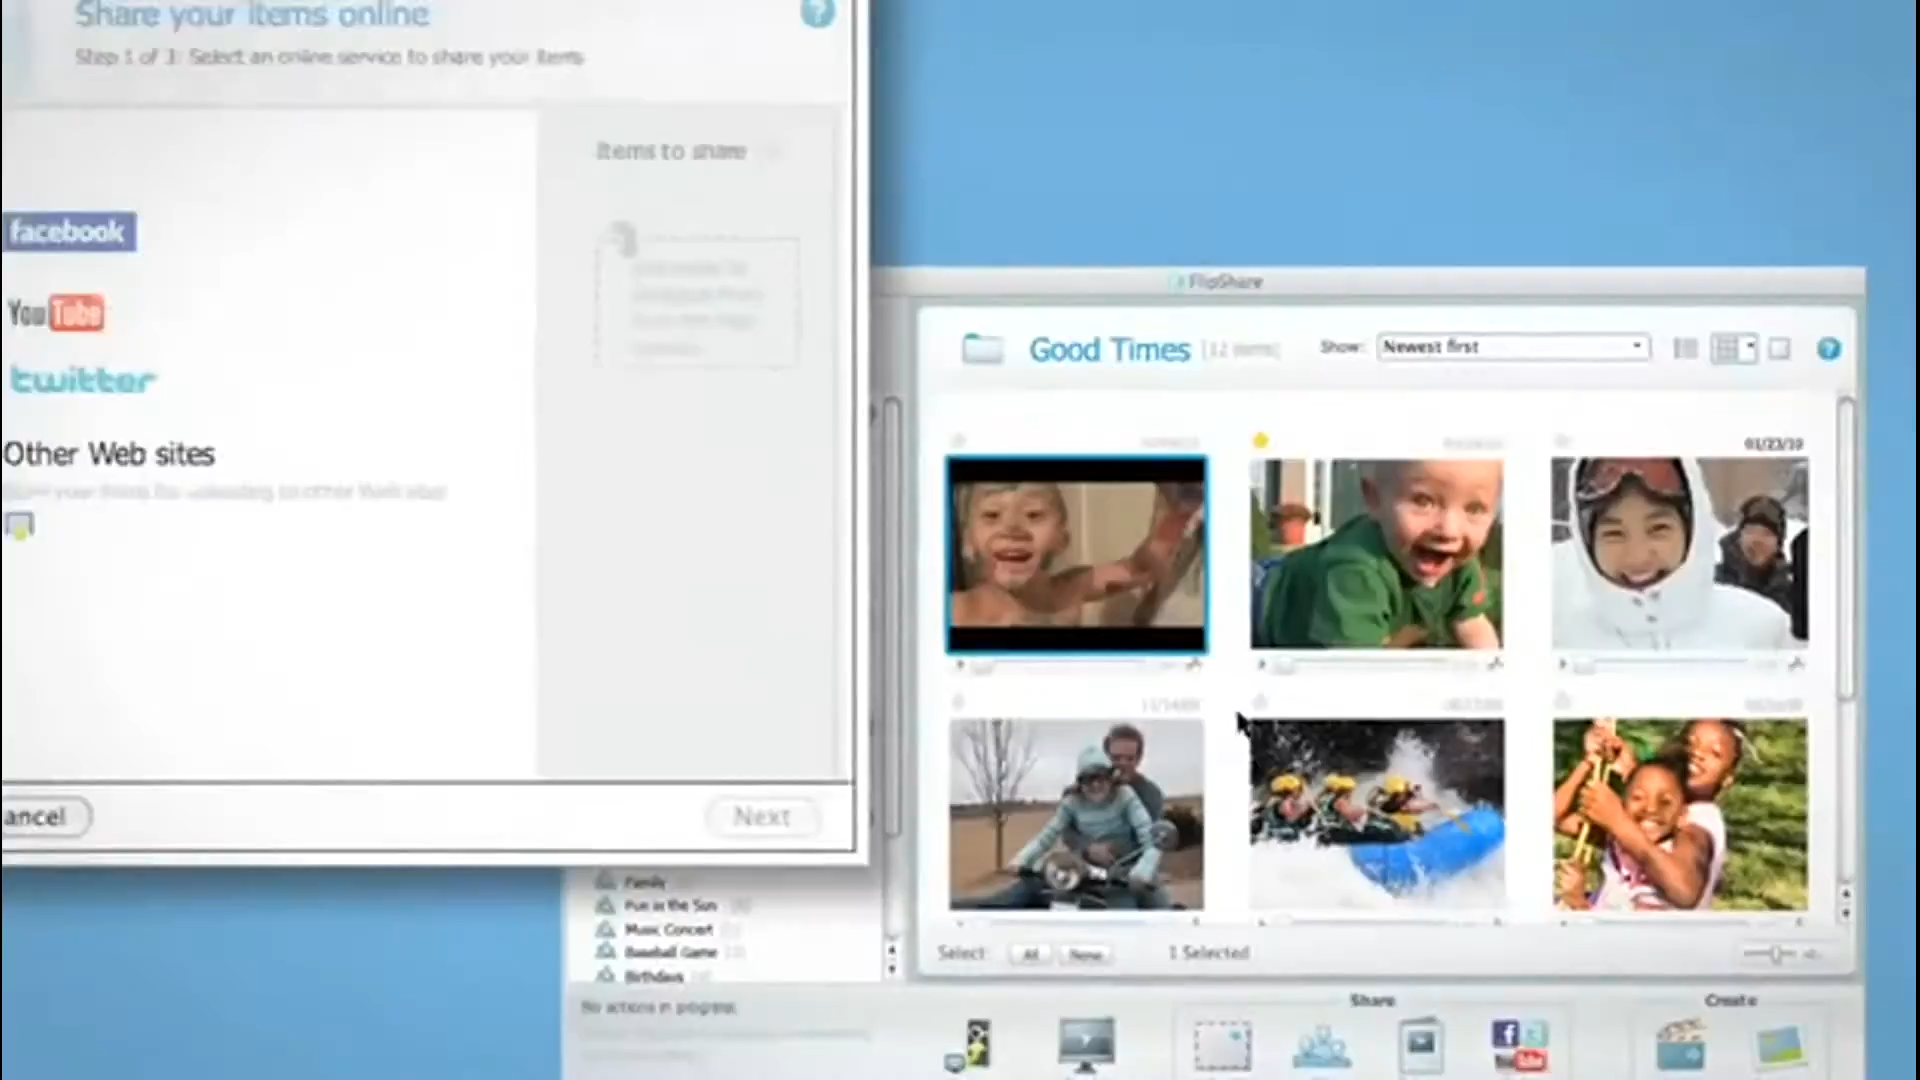 Share your items online
Step 1 of 3: Select an online service to share your items
Items to share
facebook
YouTube
twitter
Other Web sites
ancel
Next
FlipShare
Good Times [12 items]
Show:
Newest first
01/23/10
Family
Fun in the Sun
Music Concert
Baseball Game
Birthdays
Select:
All
None
1 Selected
No actions in progress
Share
Create
f
t
YouTube